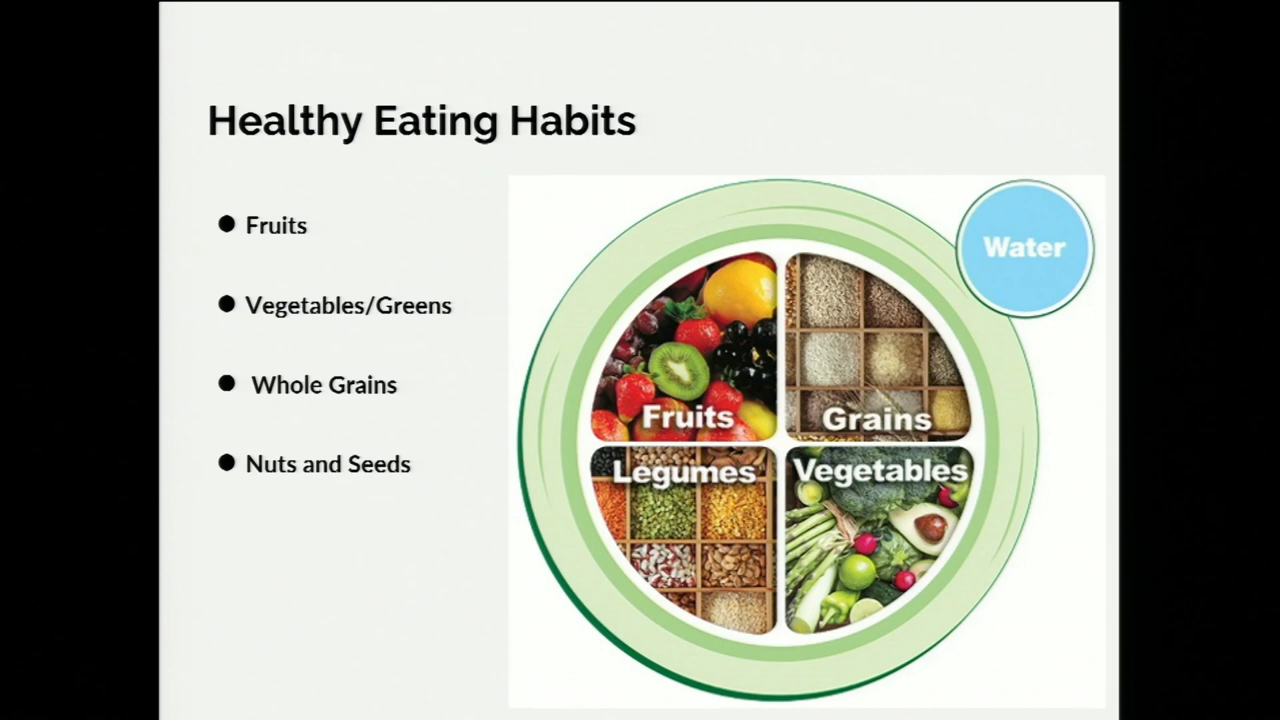 Healthy Eating Habits
Fruits
Vegetables/Greens
Whole Grains
Nuts and Seeds
Water
Fruits
Grains
Legumes
Vegetables